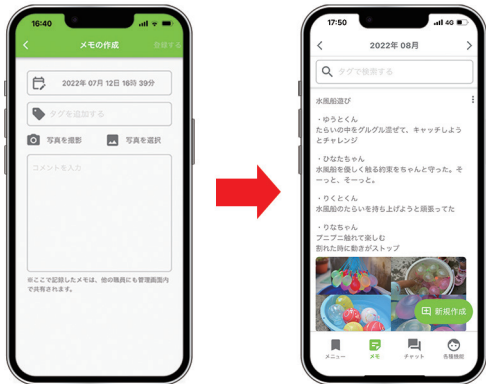 16:40
メモの作成
登録する
2022年 07月 12日 16時 39分
タグを追加する
写真を撮影
写真を選択
コメントを入力
※ここで記録したメモは、他の職員にも管理画面内
で共有されます。
17:50
4G
2022年 08月
タグで検索する
水風船遊び
・ゆうとくん
たらいの中をグルグル混ぜて、キャッチしよう
とチャレンジ
・ひなたちゃん
水風船を優しく触る約束をちゃんと守った。そ
ーっと、そーっと。
・りくとくん
水風船のたらいを持ち上げようと頑張ってた
・りなちゃん
プニプニ触れて楽しむ
割れた時に動きがストップ
新規作成
メニュー
メモ
チャット
各種機能